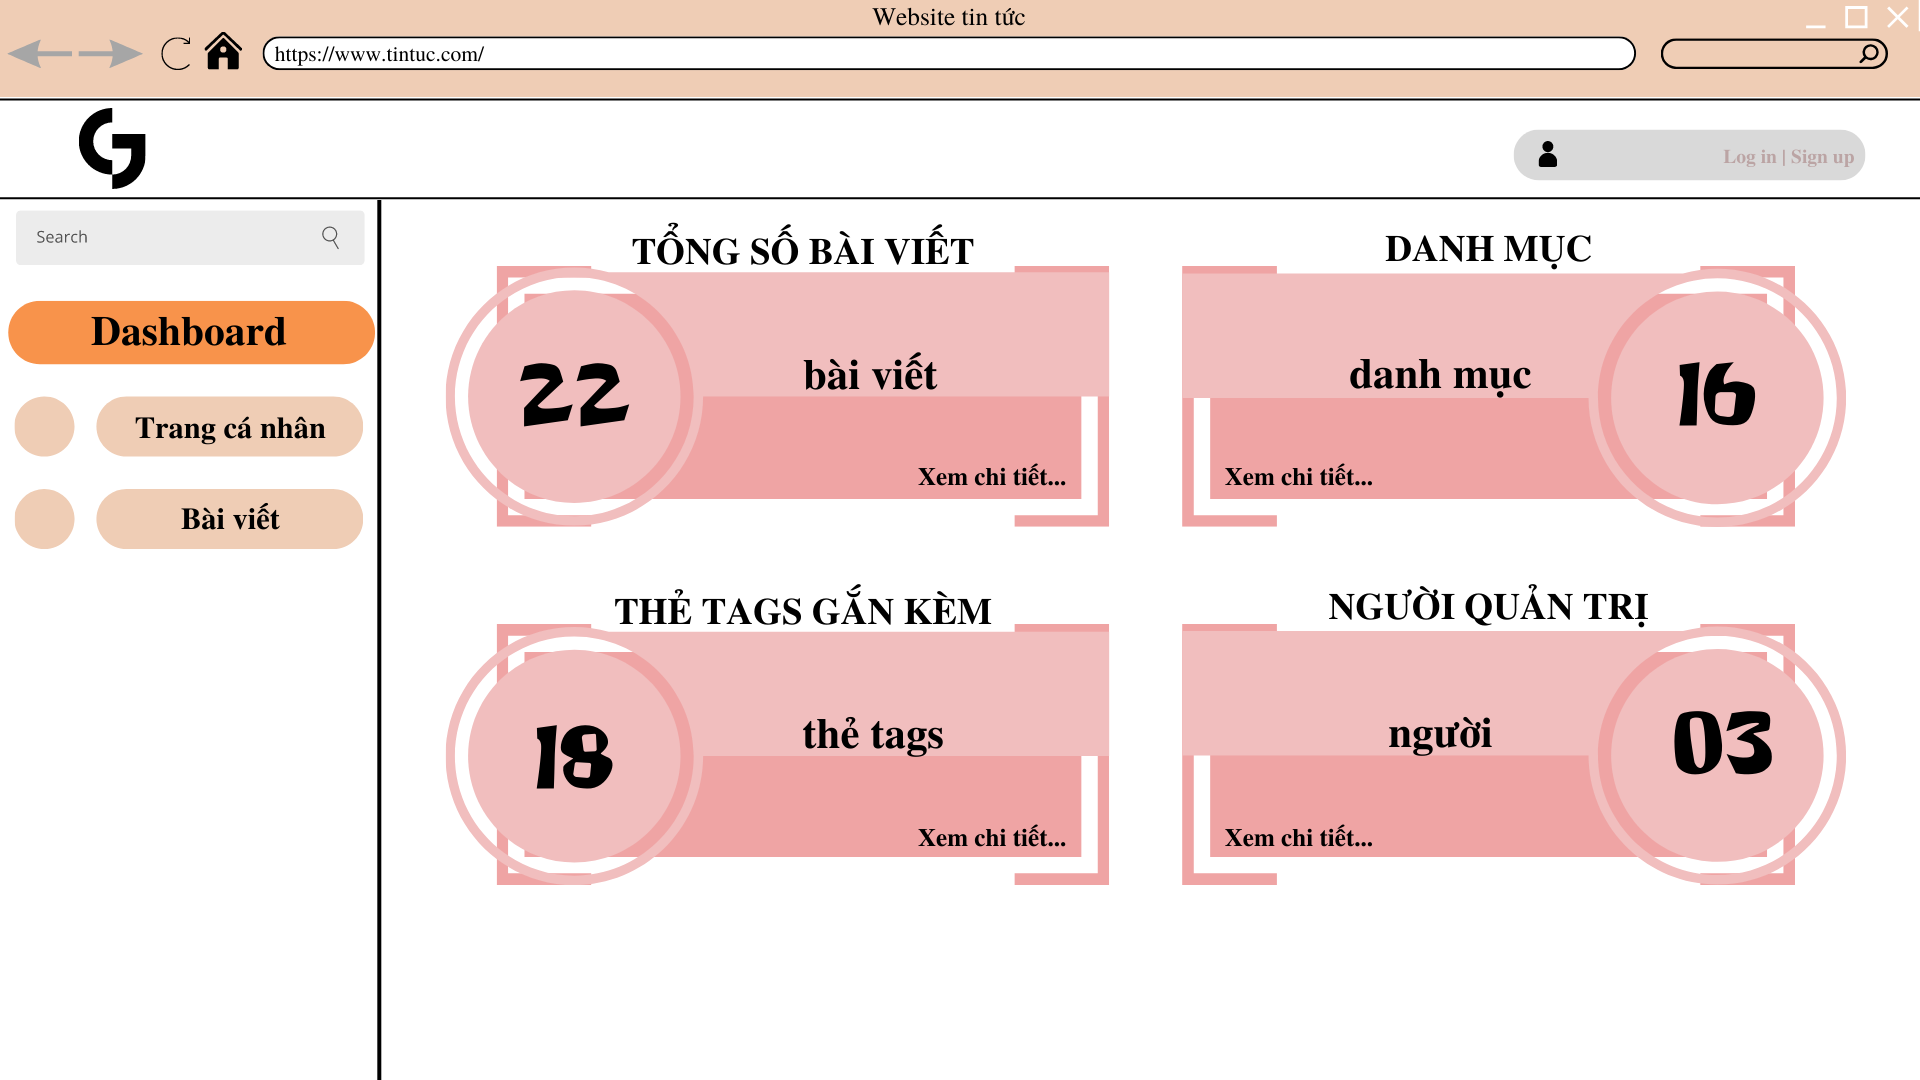 Website tin tức
https://www.tintuc.com/
Log in | Sign up
Search
Dashboard
Trang cá nhân
Bài viết
TỔNG SỐ BÀI VIẾT
22
bài viết
Xem chi tiết...
DANH MỤC
danh mục
16
Xem chi tiết...
THẺ TAGS GẮN KÈM
18
thẻ tags
Xem chi tiết...
NGƯỜI QUẢN TRỊ
người
03
Xem chi tiết...